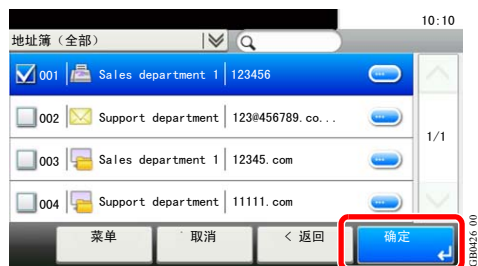 10:10
地址簿（全部）
001 Sales department 1 123456
002 Support department 123@456789.co...
003 Sales department 1 12345.com
004 Support department 11111.com
1/1
菜单 取消 < 返回 确定
GB0426_00